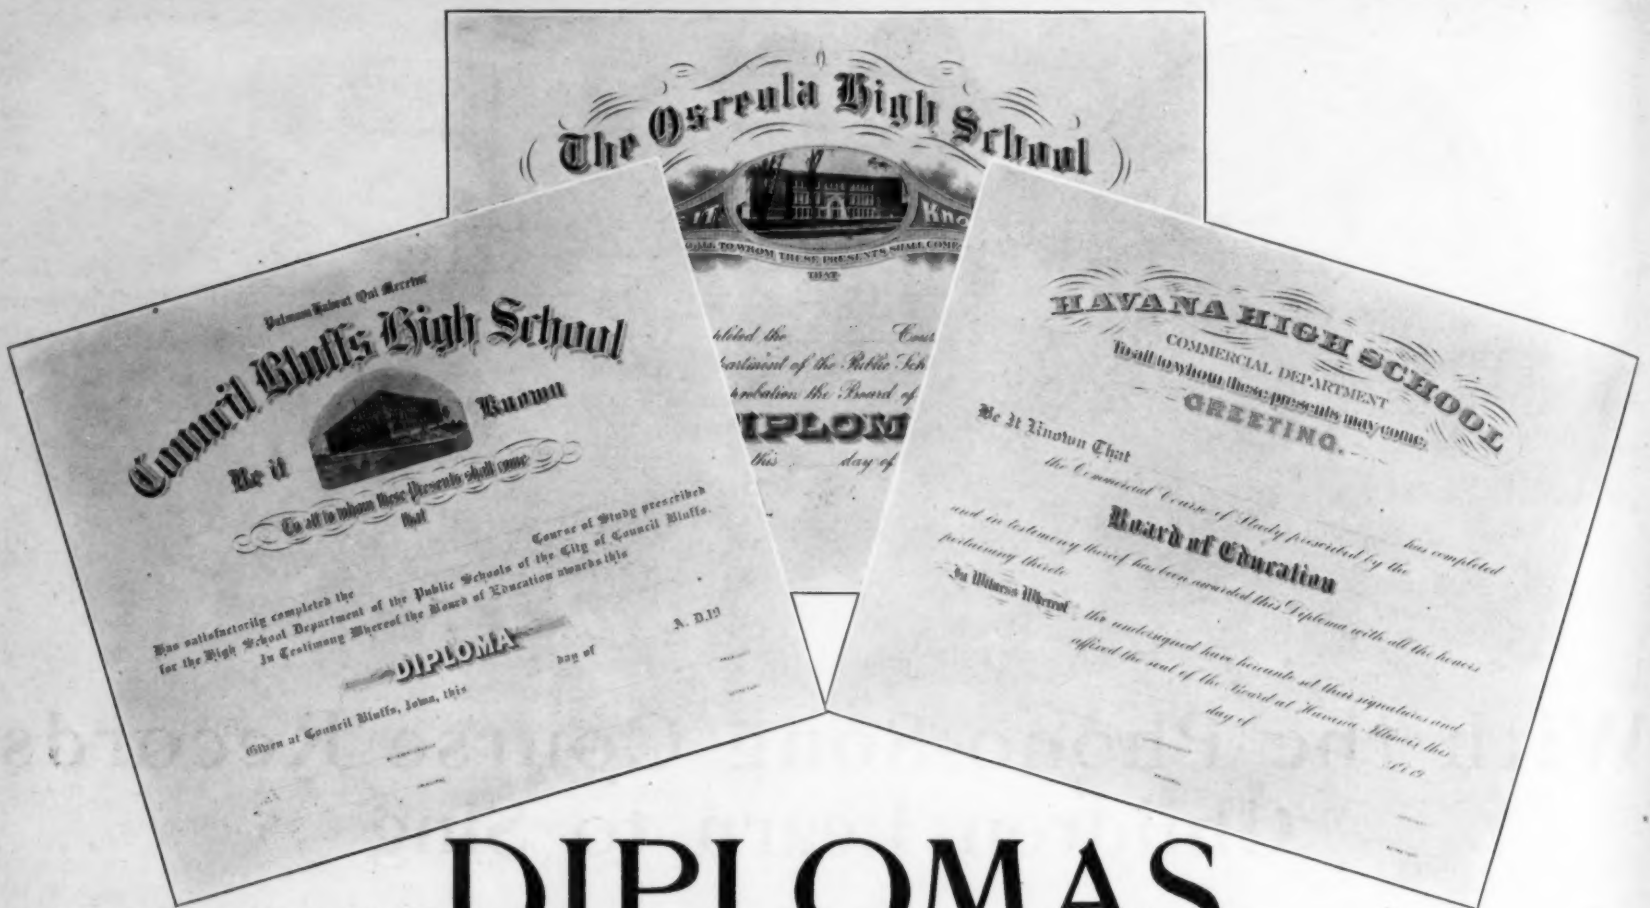 The Osceola High School
IT Kno
O ALL TO WHOM THESE PRESENTS SHALL COME
THAT
pleted the Cours
partment of the Public Sch
probation the Board of
IPLOM
this day of
Palmam Qui
Council Bluffs High School
Be it Known
To all to whom these Presents shall come
that
Has satisfactorily completed the Course of Study prescribed
for the High School Department of the Public Schools of the City of Council Bluffs.
In Testimony Whereof the Board of Education awards this
DIPLOMA
Given at Council Bluffs, Iowa, this day of A. D. 19
HAVANA HIGH SCHOOL
COMMERCIAL DEPARTMENT
To all to whom these presents may come,
GREETING.
Be It Known That
has completed
the Commercial Course of Study prescribed by the
Board of Education
and in testimony thereof has been awarded this Diploma with all the honors
pertaining thereto
In Witness Whereof the undersigned have hereunto set their signatures and
affixed the seal of the Board at Havana, Illinois this
day of A.D. 19
DIPLOMAS